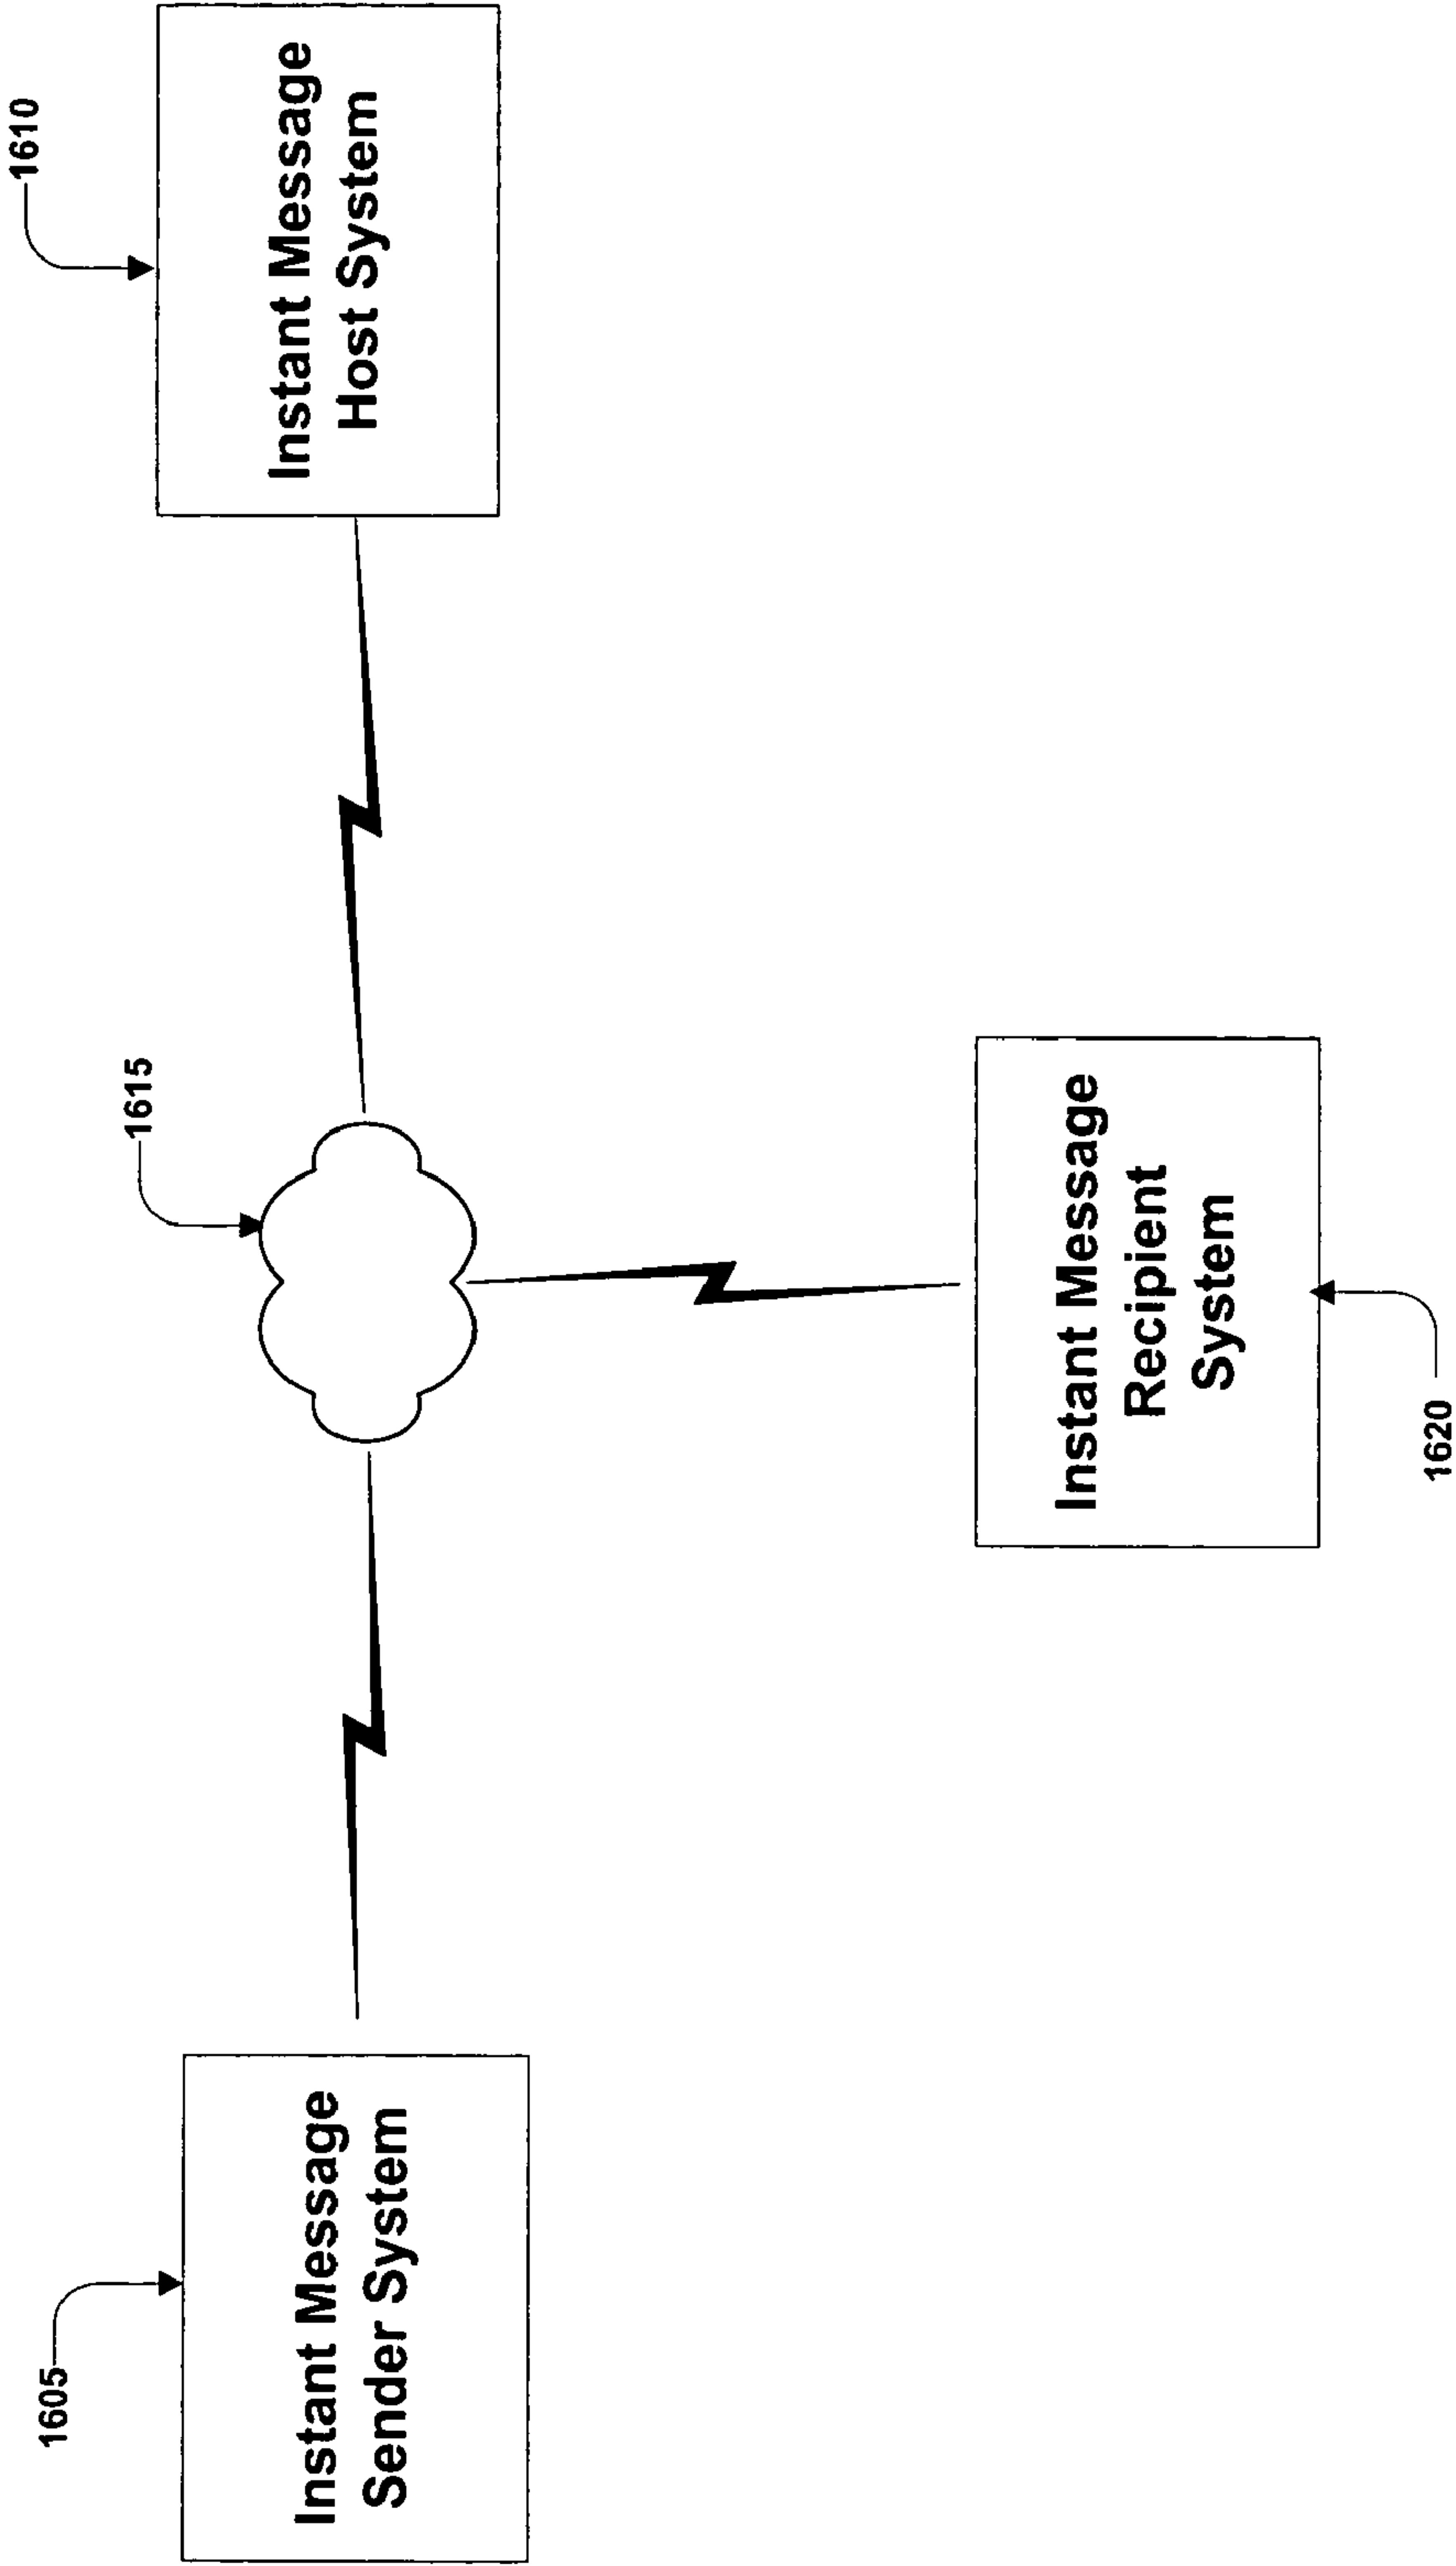 1605
Instant Message
Sender System
1615
1610
Instant Message
Host System
Instant Message
Recipient
System
1620